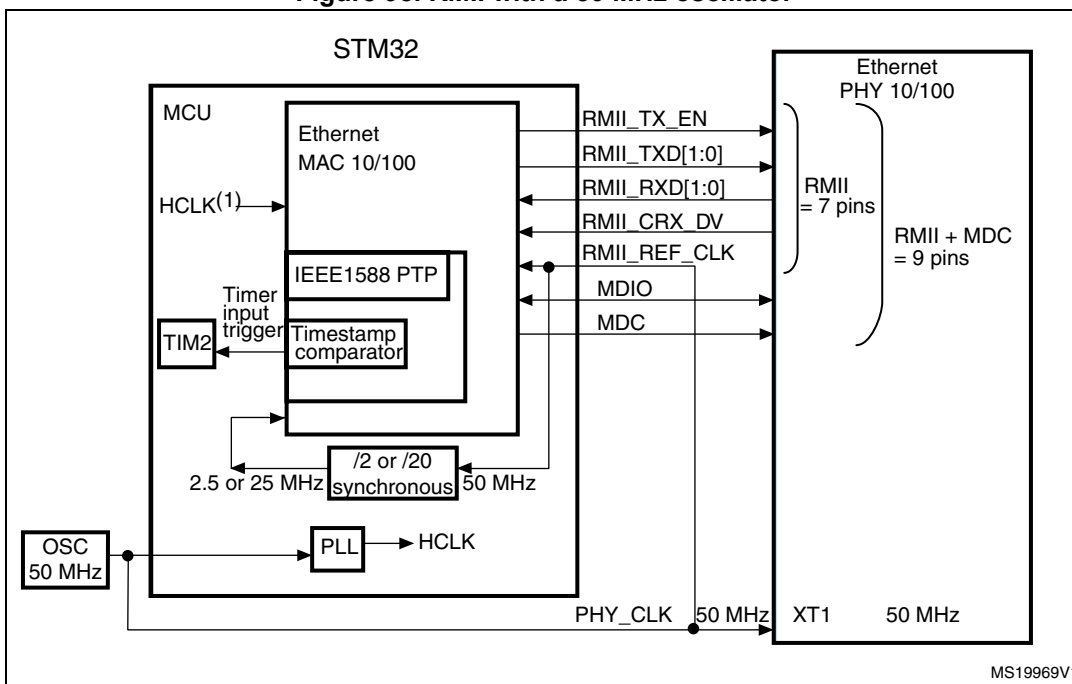 STM32
Ethernet
PHY 10/100
MCU
Ethernet
MAC 10/100
HCLK(1)
IEEE1588 PTP
Timer
input
trigger
TIM2
Timestamp
comparator
RMII_TX_EN
RMII_TXD[1:0]
RMII_RXD[1:0]
RMII_CRX_DV
RMII_REF_CLK
MDIO
MDC
RMII
= 7 pins
RMII + MDC
= 9 pins
/2 or /20
synchronous
2.5 or 25 MHz
50 MHz
OSC
50 MHz
PLL
HCLK
PHY_CLK
50 MHz
XT1
50 MHz
MS19969V1